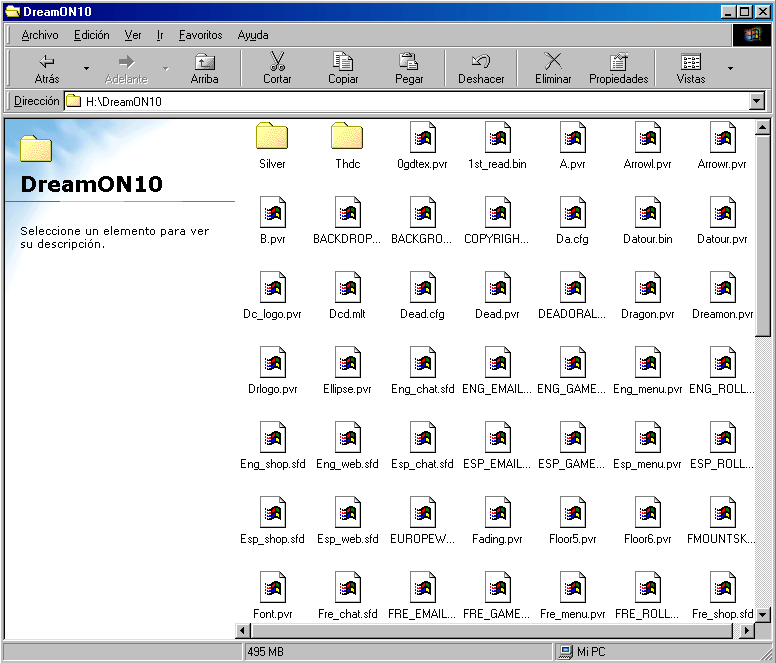 DreamON10
Archivo Edición Ver Ir Favoritos Ayuda
Atrás Adelante Arriba Cortar Copiar Pegar Deshacer Eliminar Propiedades Vistas
Dirección H:\DreamON10
DreamON10
Seleccione un elemento para ver
su descripción.
Silver Thdc 0gdtex.pvr 1st_read.bin A.pvr Arrowl.pvr Arrowr.pvr
B.pvr BACKDROP... BACKGRO... COPYRIGH... Da.cfg Datour.bin Datour.pvr
Dc_logo.pvr Dcd.mlt Dead.cfg Dead.pvr DEADORAL... Dragon.pvr Dreamon.pvr
Drlogo.pvr Ellipse.pvr Eng_chat.sfd ENG_EMAIL... ENG_GAME... Eng_menu.pvr ENG_ROLL...
Eng_shop.sfd Eng_web.sfd Esp_chat.sfd ESP_EMAIL... ESP_GAME... Esp_menu.pvr ESP_ROLL...
Esp_shop.sfd Esp_web.sfd EUROPEW... Fading.pvr Floor5.pvr Floor6.pvr FMOUNTSK...
Font.pvr Fre_chat.sfd FRE_EMAIL... FRE_GAME... Fre_menu.pvr FRE_ROLL... Fre_shop.sfd
495 MB Mi PC